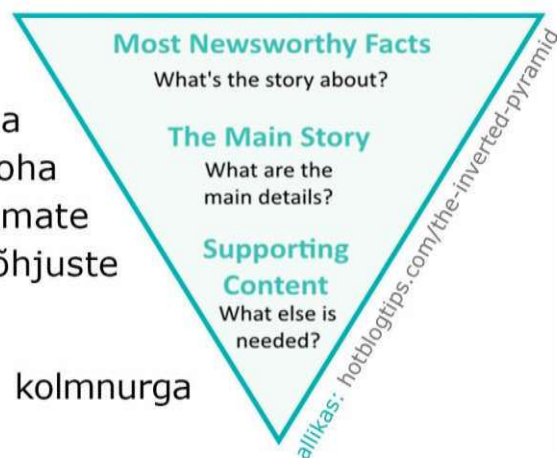 a
oha
mate
õhjuste
kolmnurga
Most Newsworthy Facts
What's the story about?
The Main Story
What are the
main details?
Supporting
Content
What else is
needed?
allikas: hotblogtips.com/the-inverted-pyramid